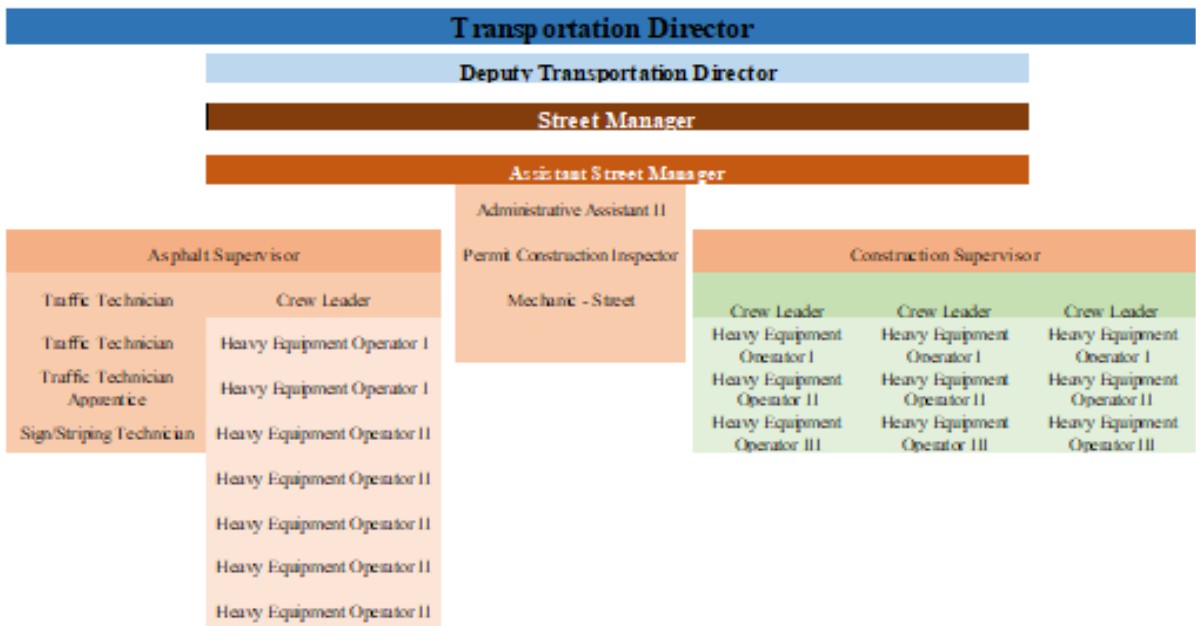 Transportation Director
Deputy Transportation Director
Street Manager
Assistant Street Manager
Administrative Assistant II
Permit Construction Inspector
Mechanic - Street
Asphalt Supervisor
Traffic Technician
Traffic Technician
Traffic Technician
Apprentice
Sign/Striping Technician
Crew Leader
Heavy Equipment Operator I
Heavy Equipment Operator I
Heavy Equipment Operator II
Heavy Equipment Operator II
Heavy Equipment Operator II
Heavy Equipment Operator II
Heavy Equipment Operator II
Construction Supervisor
Crew Leader
Heavy Equipment
Operator I
Heavy Equipment
Operator II
Heavy Equipment
Operator III
Crew Leader
Heavy Equipment
Operator I
Heavy Equipment
Operator II
Heavy Equipment
Operator III
Crew Leader
Heavy Equipment
Operator I
Heavy Equipment
Operator II
Heavy Equipment
Operator III